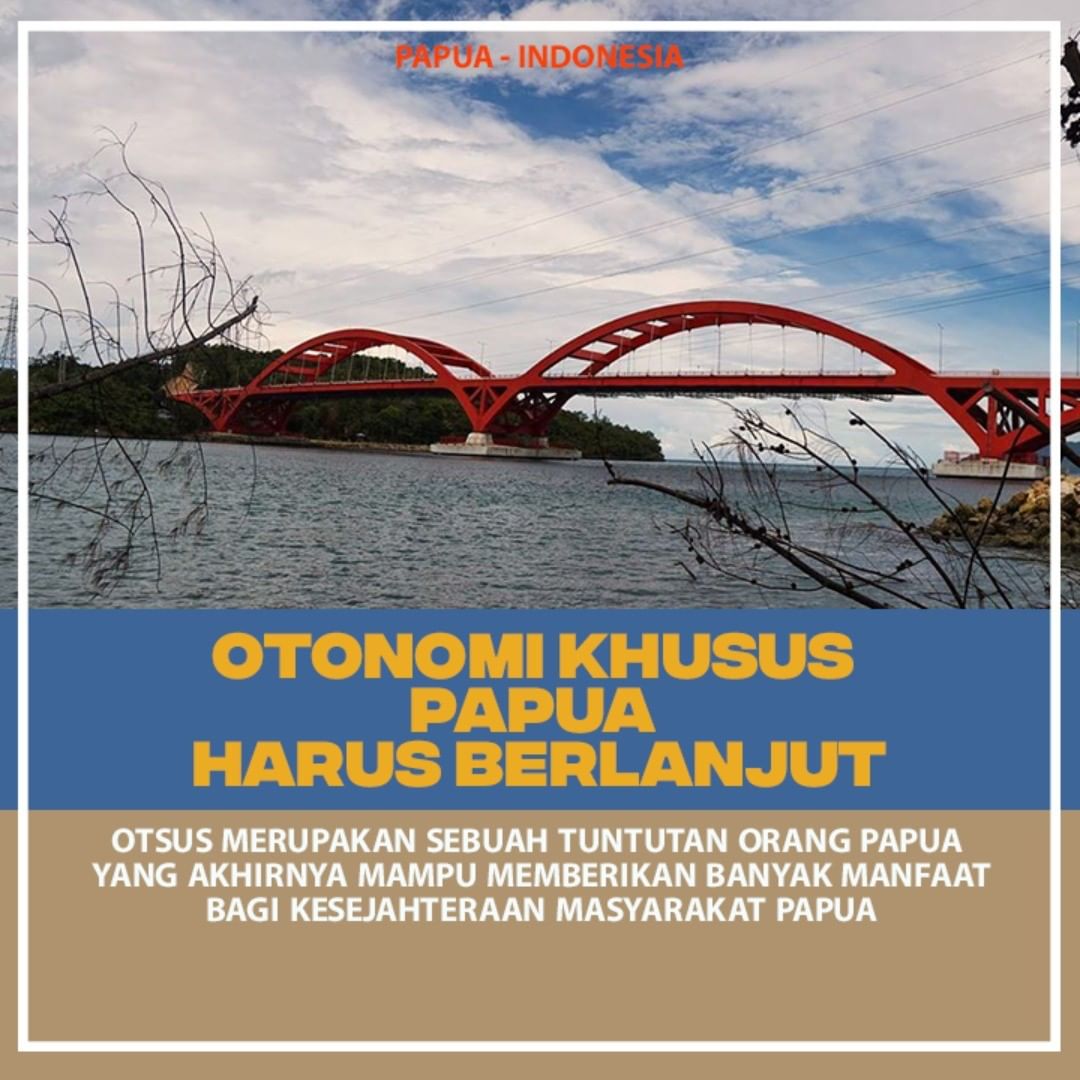 PAPUA - INDONESIA
OTONOMI KHUSUS
PAPUA
HARUS BERLANJUT
OTSUS MERUPAKAN SEBUAH TUNTUTAN ORANG PAPUA
YANG AKHIRNYA MAMPU MEMBERIKAN BANYAK MANFAAT
BAGI KESEJAHTERAAN MASYARAKAT PAPUA